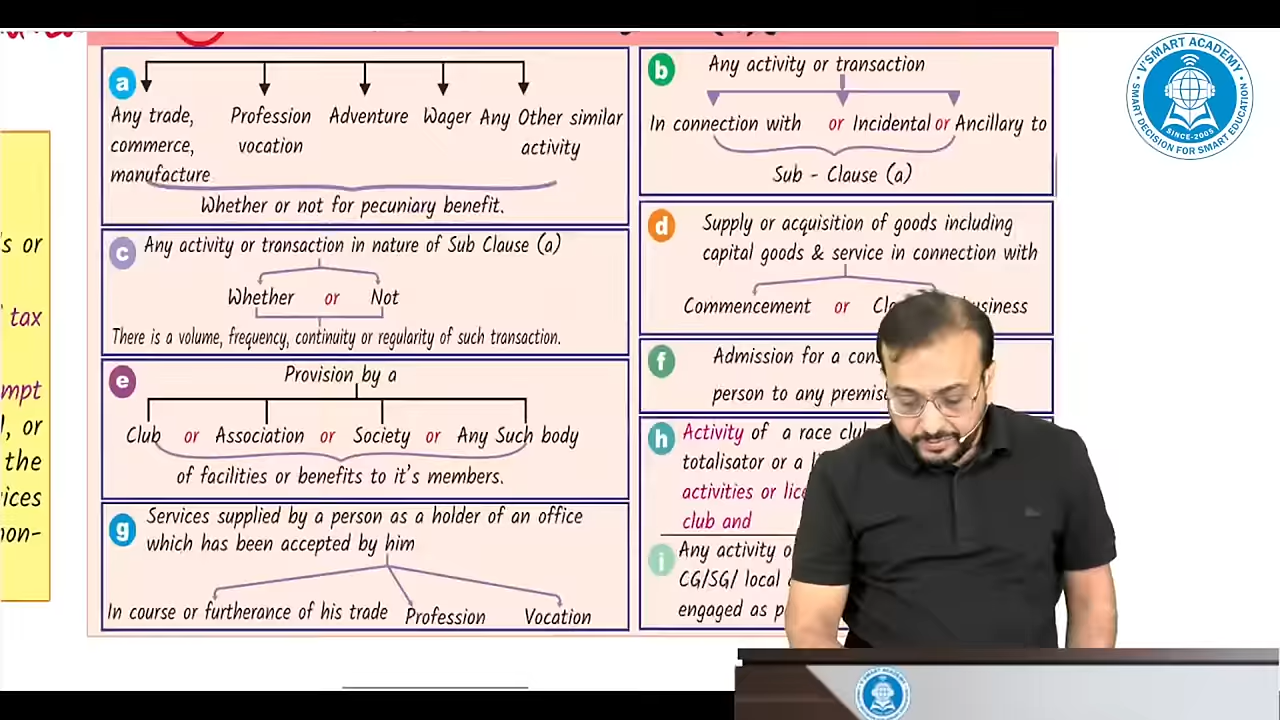 s or
tax
mpt
l, or
the
ices
non-
a
Any trade,
commerce,
manufacture
Profession
vocation
Adventure
Wager
Any Other similar
activity
Whether or not for pecuniary benefit.
b
Any activity or transaction
In connection with or Incidental or Ancillary to
Sub - Clause (a)
c
Any activity or transaction in nature of Sub Clause (a)
Whether or Not
There is a volume, frequency, continuity or regularity of such transaction.
d
Supply or acquisition of goods including
capital goods & service in connection with
Commencement or business
e
Provision by a
Club or Association or Society or Any Such body
of facilities or benefits to it's members.
f
Admission for a
person to any
g
Services supplied by a person as a holder of an office
which has been accepted by him
In course or furtherance of his trade Profession Vocation
h
Activity of a race
totalisator or a
activities or
club and
i
Any activity
CG/SG/ local
engaged as
V'SMART ACADEMY
SINCE-2005
SMART DECISION FOR SMART EDUCATION